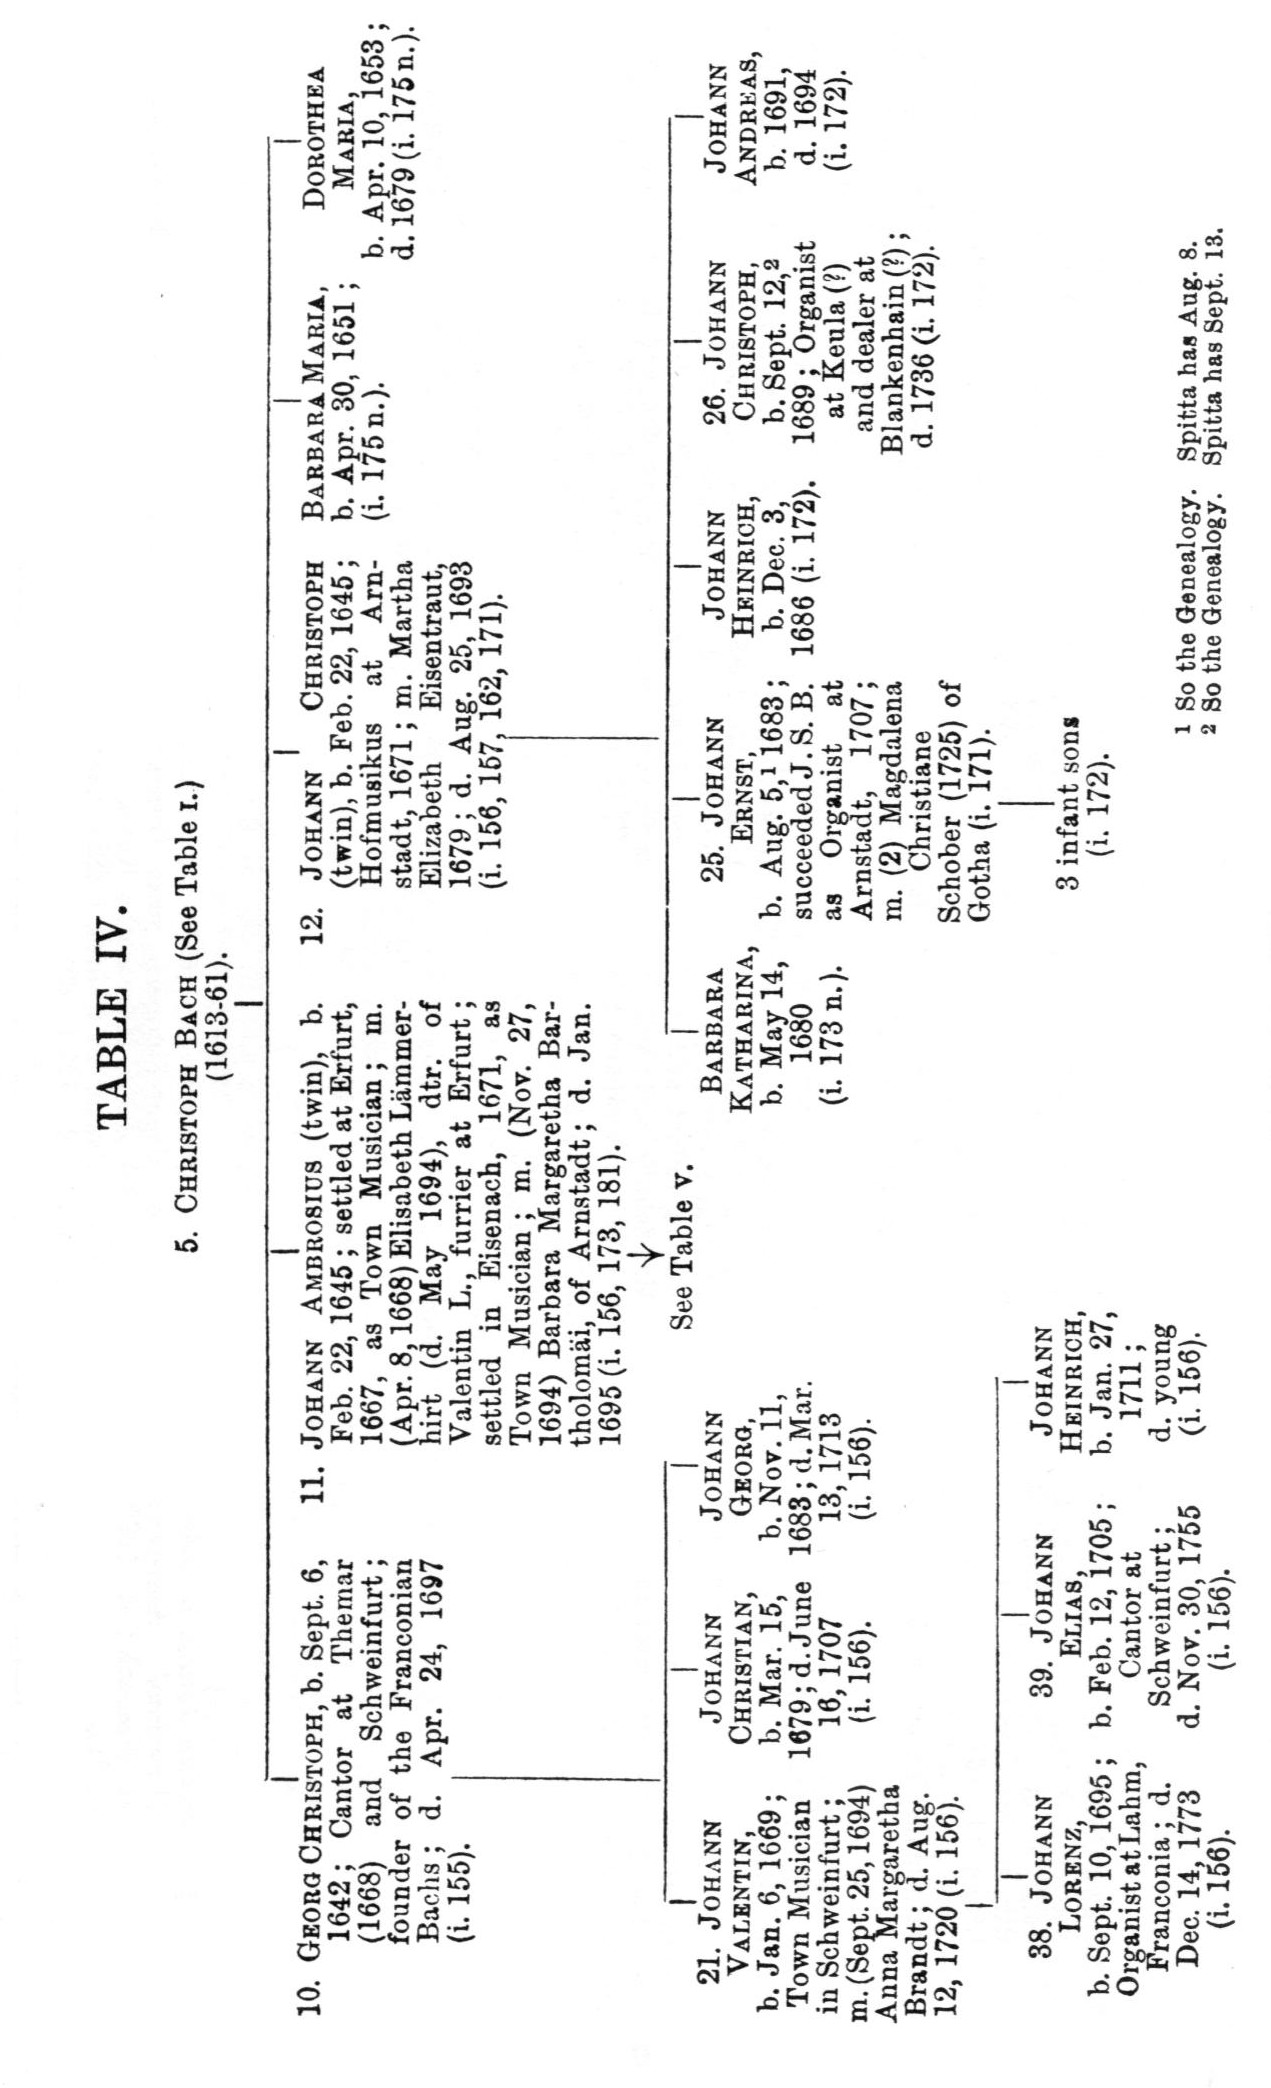 TABLE IV.
5. CHRISTOPH BACH (See Table I.)
(1613-61).
10. GEORG CHRISTOPH, b. Sept. 6,
1642; Cantor at Themar
(1668) and Schweinfurt;
founder of the Franconian
Bachs; d. Apr. 24, 1697
(i. 155).
11. JOHANN AMBROSIUS (twin), b.
Feb. 22, 1645; settled at Erfurt,
1667, as Town Musician; m.
(Apr. 8, 1668) Elisabeth Lämmer-
hirt (d. May 1694), dtr. of
Valentin L., furrier at Erfurt;
settled in Eisenach, 1671, as
Town Musician; m. (Nov. 27,
1694) Barbara Margaretha Bar-
tholomäi, of Arnstadt; d. Jan.
1695 (i. 156, 173, 181).
See Table V.
12. JOHANN CHRISTOPH
(twin), b. Feb. 22, 1645;
Hofmusikus at Arn-
stadt, 1671; m. Martha
Elizabeth Eisentraut,
1679; d. Aug. 25, 1693
(i. 156, 157, 162, 171).
BARBARA MARIA,
b. Apr. 30, 1651;
(i. 175 n.).
DOROTHEA
MARIA,
b. Apr. 10, 1653;
d. 1679 (i. 175 n.).
21. JOHANN
VALENTIN,
b. Jan. 6, 1669;
Town Musician
in Schweinfurt;
m. (Sept. 25, 1694)
Anna Margaretha
Brandt; d. Aug.
12, 1720 (i. 156).
JOHANN
CHRISTIAN,
b. Mar. 15,
1679; d. June
16, 1707
(i. 156).
JOHANN
GEORG,
b. Nov. 11,
1683; d. Mar.
13, 1713
(i. 156).
BARBARA
KATHARINA,
b. May 14,
1680
(i. 173 n.).
25. JOHANN
ERNST,
b. Aug. 5,¹ 1683;
succeeded J. S. B.
as Organist at
Arnstadt, 1707;
m. (2) Magdalena
Christiane
Schober (1725) of
Gotha (i. 171).
3 infant sons
(i. 172).
JOHANN
HEINRICH,
b. Dec. 3,
1686 (i. 172).
26. JOHANN
CHRISTOPH,
b. Sept. 12,²
1689; Organist
at Keula (?)
and dealer at
Blankenhain (?);
d. 1736 (i. 172).
JOHANN
ANDREAS,
b. 1691,
d. 1694
(i. 172).
38. JOHANN
LORENZ,
b. Sept. 10, 1695;
Organist at Lahm,
Franconia; d.
Dec. 14, 1773
(i. 156).
39. JOHANN
ELIAS,
b. Feb. 12, 1705;
Cantor at
Schweinfurt;
d. Nov. 30, 1755
(i. 156).
JOHANN
HEINRICH,
b. Jan. 27,
1711;
d. young
(i. 156).
1 So the Genealogy. Spitta has Aug. 8.
2 So the Genealogy. Spitta has Sept. 13.